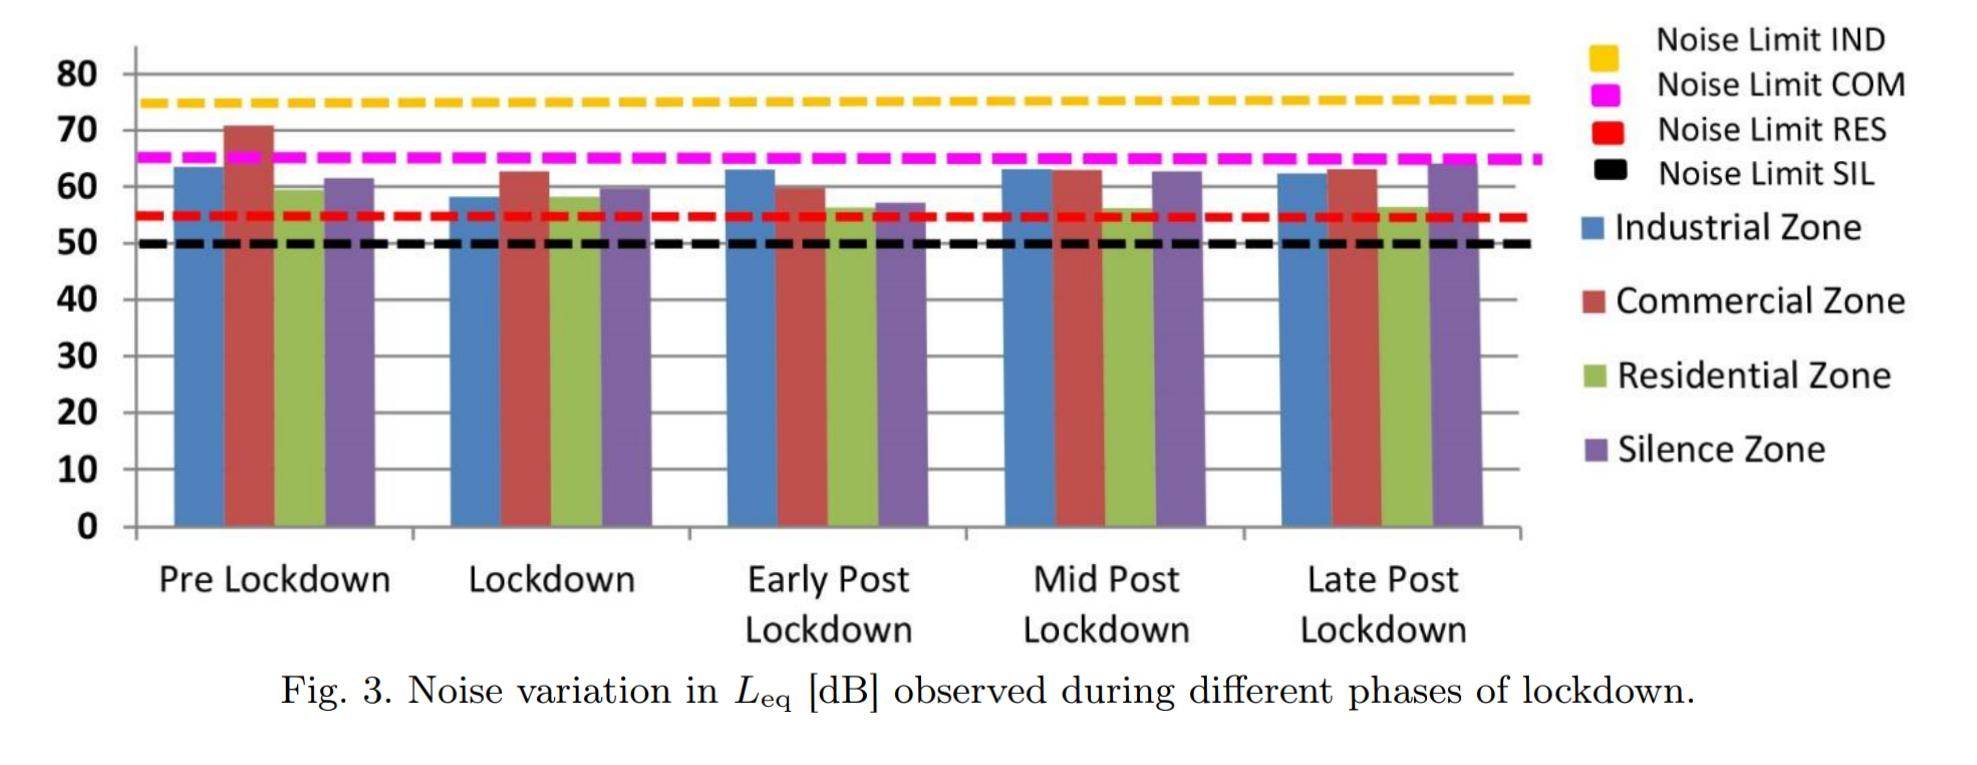 80
70
60
50
40
30
20
10
0
Pre Lockdown
Lockdown
Early Post
Lockdown
Mid Post
Lockdown
Late Post
Lockdown
Noise Limit IND
Noise Limit COM
Noise Limit RES
Noise Limit SIL
Industrial Zone
Commercial Zone
Residential Zone
Silence Zone
Fig. 3. Noise variation in Leq [dB] observed during different phases of lockdown.